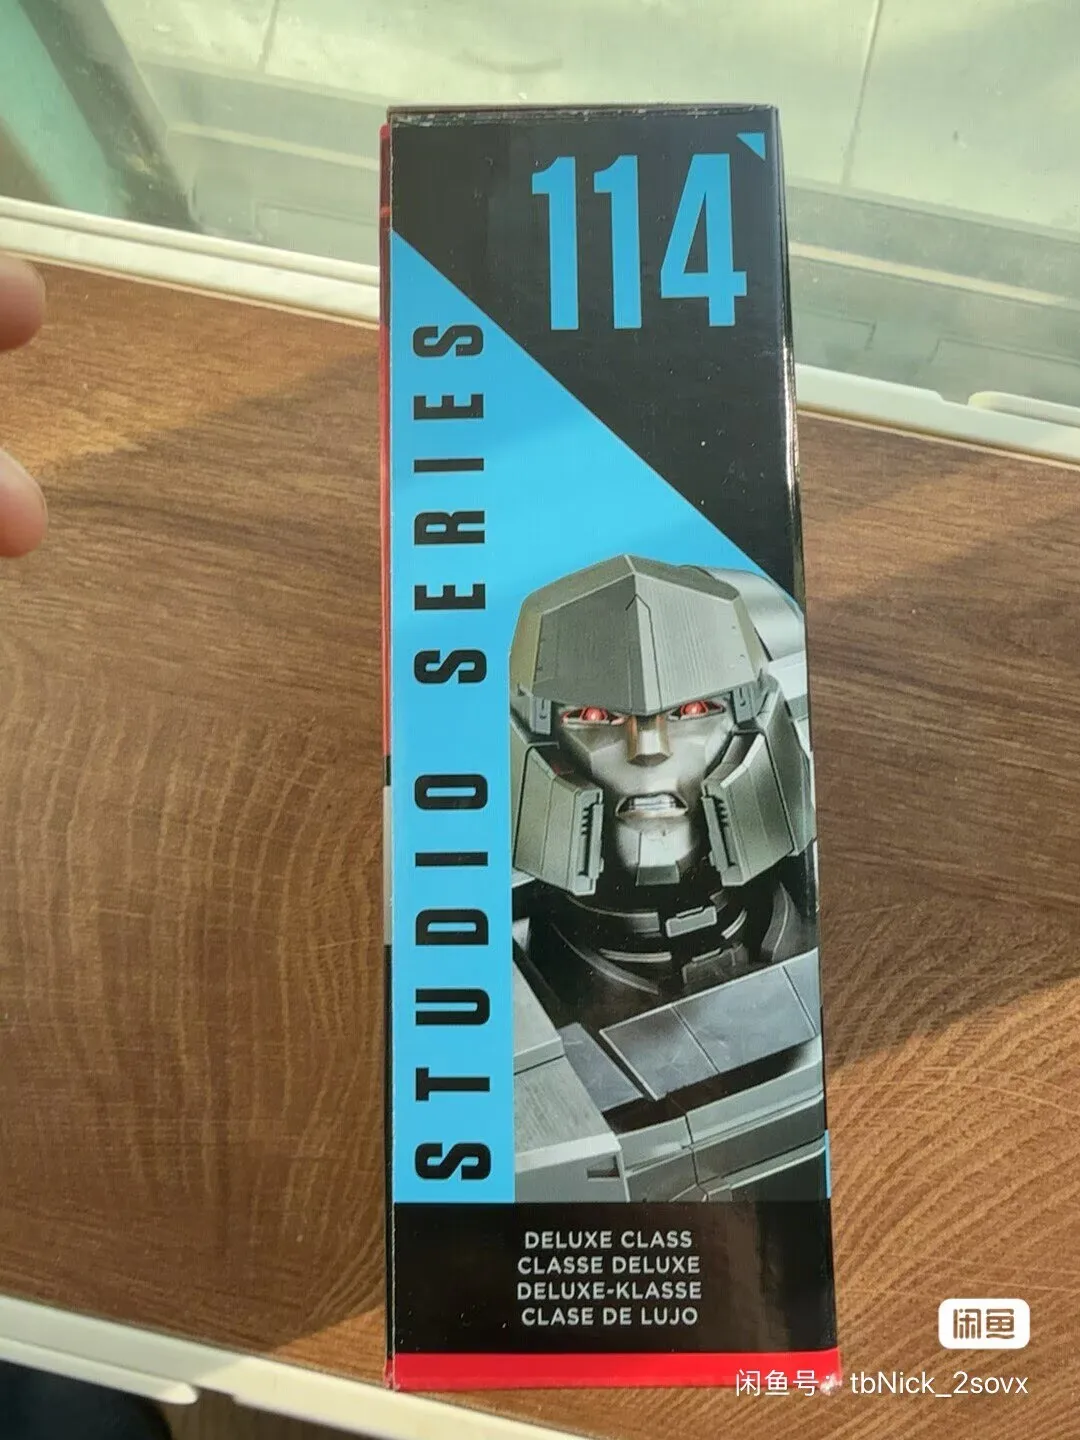 114
STUDIO SERIES
DELUXE CLASS
CLASSE DELUXE
DELUXE-KLASSE
CLASE DE LUJO
闲鱼
闲鱼号：tbNick_2sovx